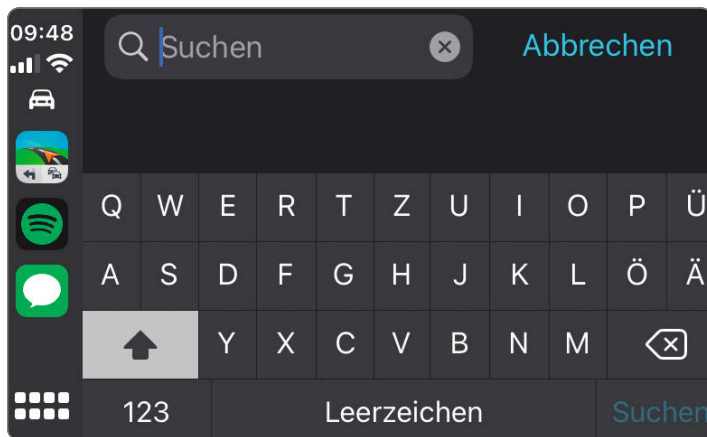 09:48
Suchen
Abbrechen
Q W E R T Z U I O P Ü
A S D F G H J K L Ö Ä
Y X C V B N M
123 Leerzeichen Suchen